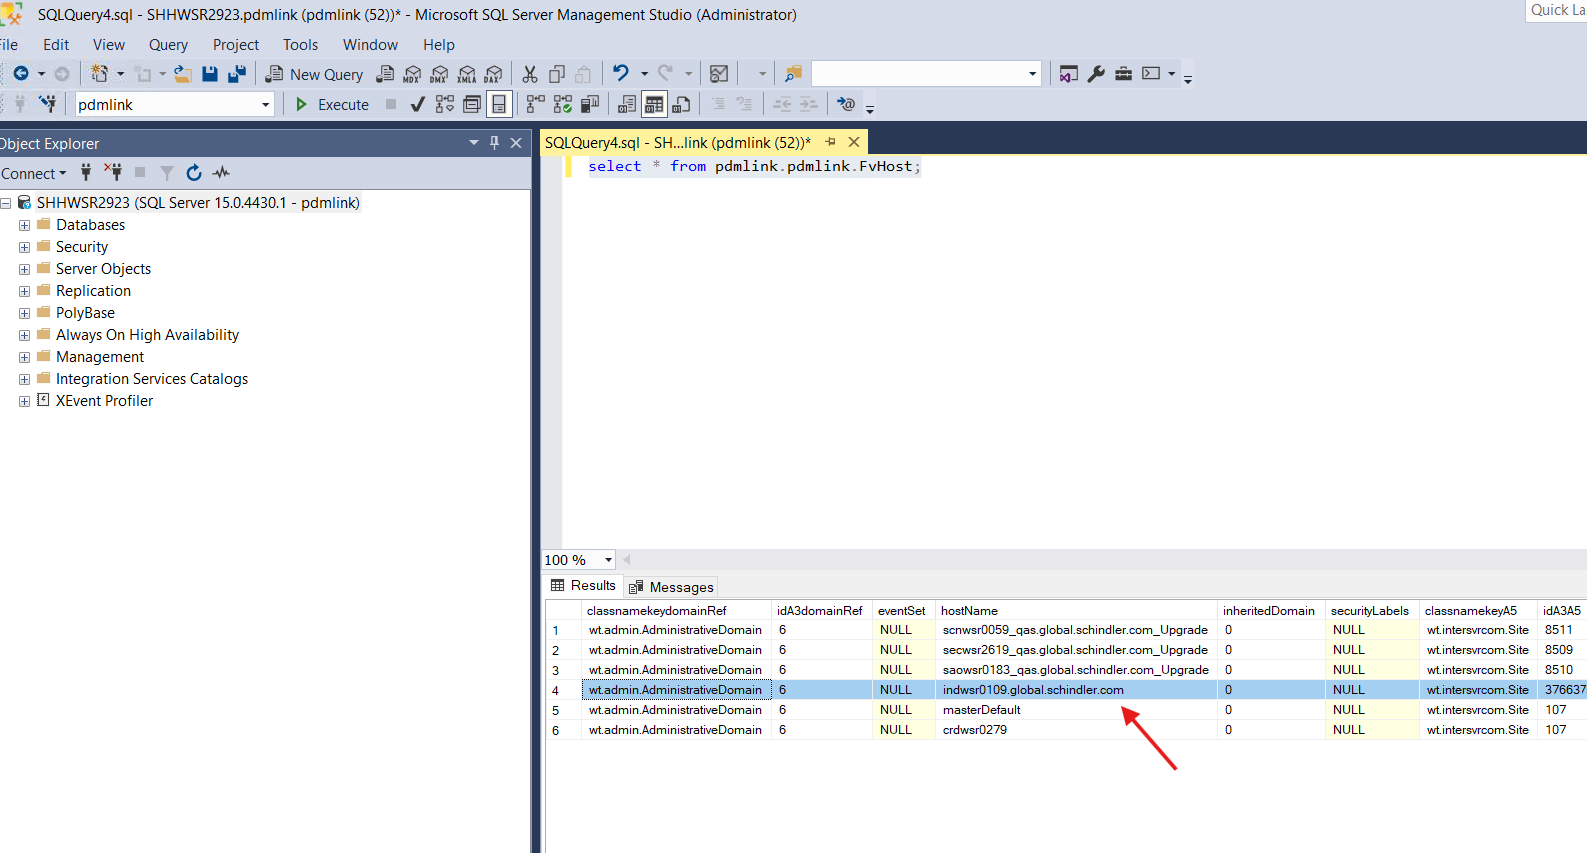 SQLQuery4.sql - SHHWSR2923.pdmlink (pdmlink (52))* - Microsoft SQL Server Management Studio (Administrator)
Quick La
File Edit View Query Project Tools Window Help
New Query MDX DMX XMLA DAX
pdmlink Execute
Object Explorer
SQLQuery4.sql - SH...link (pdmlink (52))*
Connect
select * from pdmlink.pdmlink.FvHost;
SHHWSR2923 (SQL Server 15.0.4430.1 - pdmlink)
Databases
Security
Server Objects
Replication
PolyBase
Always On High Availability
Management
Integration Services Catalogs
XEvent Profiler
100 %
Results Messages
classnamekeydomainRef idA3domainRef eventSet hostName inheritedDomain securityLabels classnamekeyA5 idA3A5
1 wt.admin.AdministrativeDomain 6 NULL scnwsr0059_qas.global.schindler.com_Upgrade 0 NULL wt.intersvrcom.Site 8511
2 wt.admin.AdministrativeDomain 6 NULL secwsr2619_qas.global.schindler.com_Upgrade 0 NULL wt.intersvrcom.Site 8509
3 wt.admin.AdministrativeDomain 6 NULL saowsr0183_qas.global.schindler.com_Upgrade 0 NULL wt.intersvrcom.Site 8510
4 wt.admin.AdministrativeDomain 6 NULL indwsr0109.global.schindler.com 0 NULL wt.intersvrcom.Site 376637
5 wt.admin.AdministrativeDomain 6 NULL masterDefault 0 NULL wt.intersvrcom.Site 107
6 wt.admin.AdministrativeDomain 6 NULL crdwsr0279 0 NULL wt.intersvrcom.Site 107